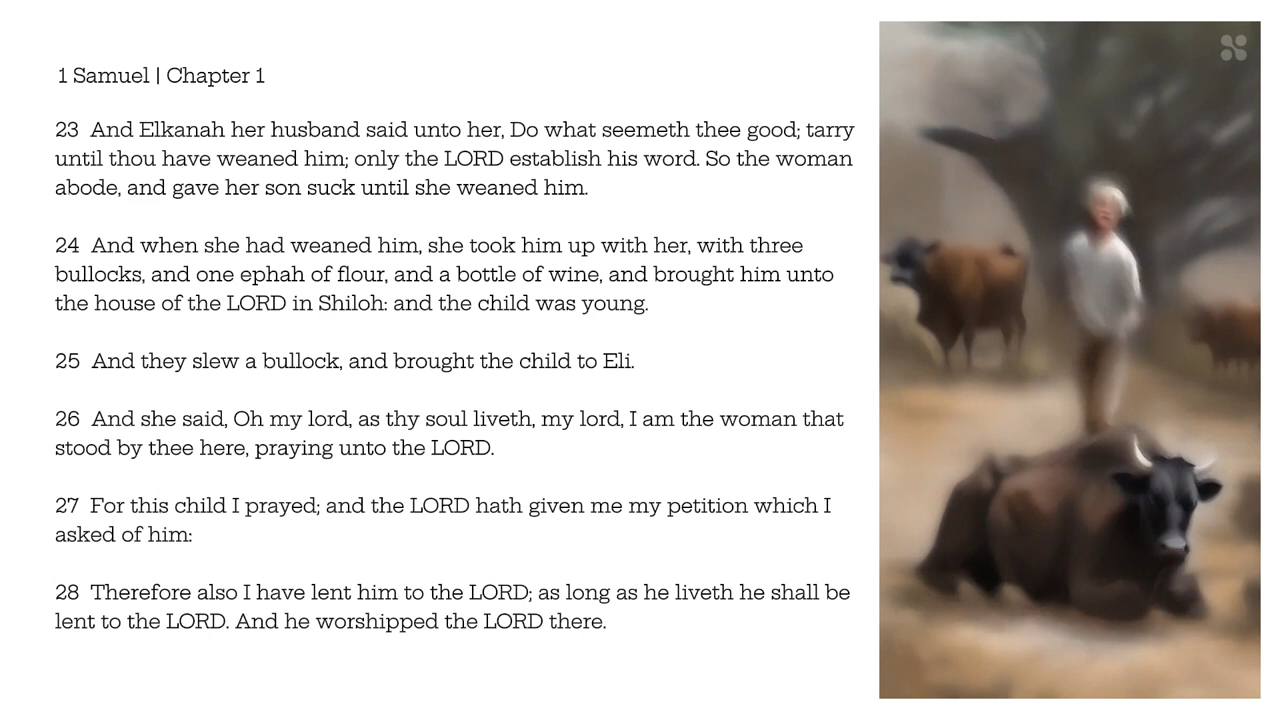 1 Samuel | Chapter 1
23 And Elkanah her husband said unto her, Do what seemeth thee good; tarry
until thou have weaned him; only the LORD establish his word. So the woman
abode, and gave her son suck until she weaned him.
24 And when she had weaned him, she took him up with her, with three
bullocks, and one ephah of flour, and a bottle of wine, and brought him unto
the house of the LORD in Shiloh: and the child was young.
25 And they slew a bullock, and brought the child to Eli.
26 And she said, Oh my lord, as thy soul liveth, my lord, I am the woman that
stood by thee here, praying unto the LORD.
27 For this child I prayed; and the LORD hath given me my petition which I
asked of him:
28 Therefore also I have lent him to the LORD; as long as he liveth he shall be
lent to the LORD. And he worshipped the LORD there.